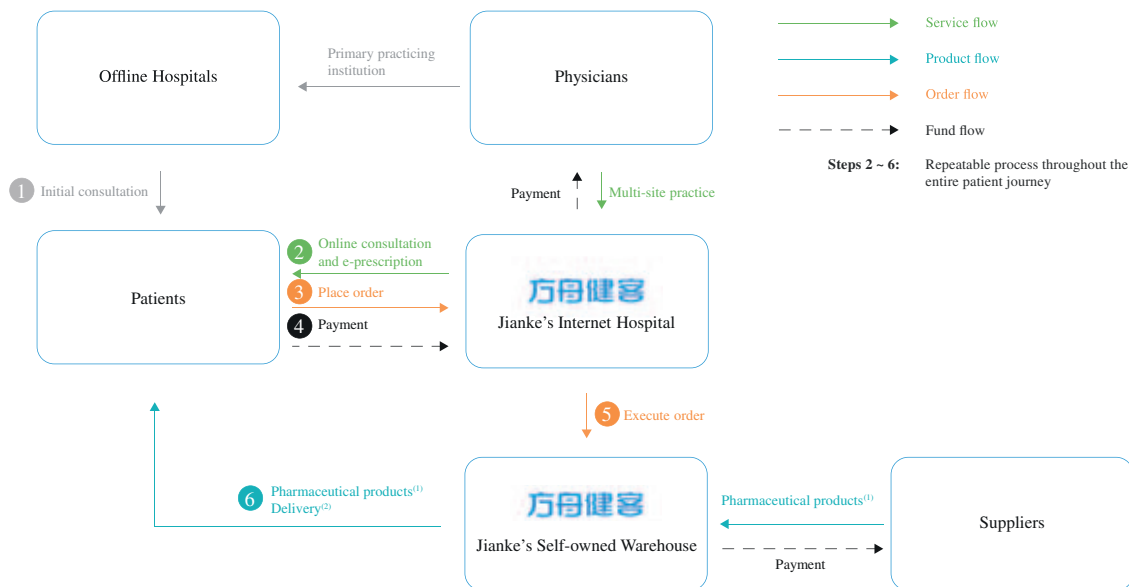 Offline Hospitals
Primary practicing
institution
Physicians
Service flow
Product flow
Order flow
Fund flow
Steps 2 ~ 6:
Repeatable process throughout the
entire patient journey
1 Initial consultation
Payment
Multi-site practice
Patients
2 Online consultation
and e-prescription
3 Place order
4 Payment
方舟健客
Jianke’s Internet Hospital
5 Execute order
6 Pharmaceutical products(1)
Delivery(2)
方舟健客
Jianke’s Self-owned Warehouse
Pharmaceutical products(1)
Payment
Suppliers